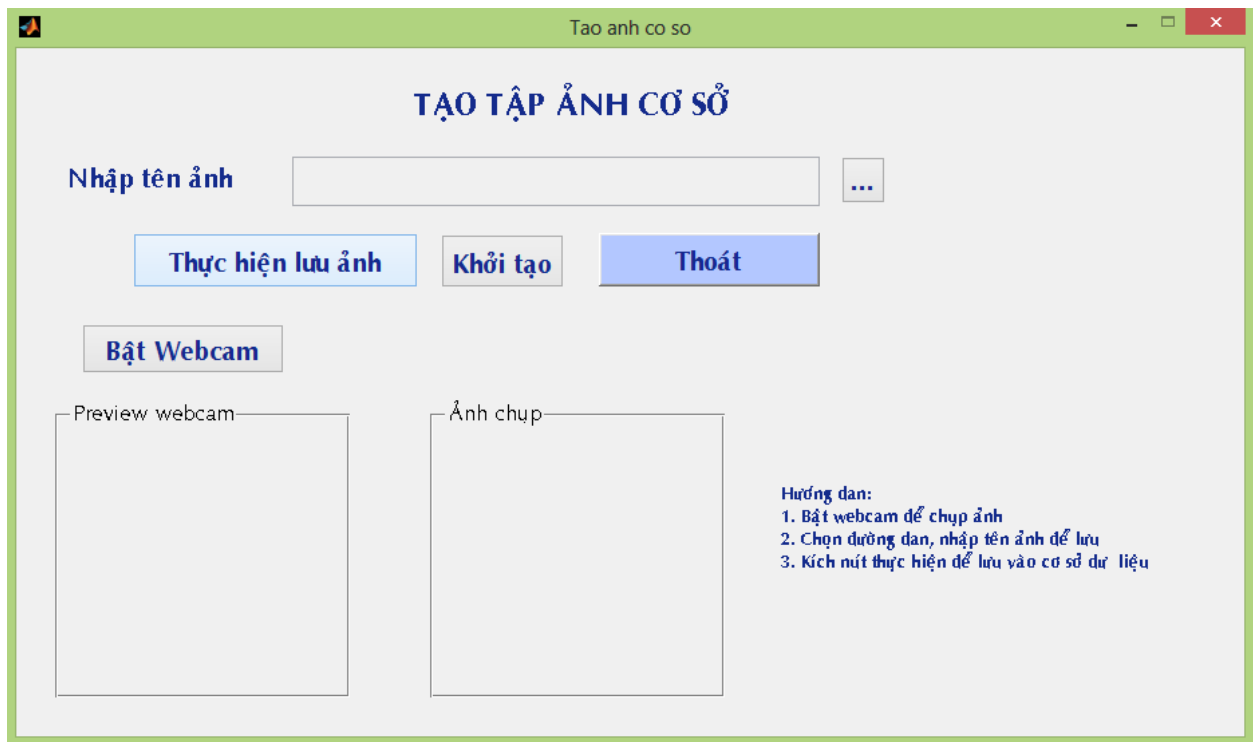 Tao anh co so
TẠO TẬP ẢNH CƠ SỞ
Nhập tên ảnh
...
Thực hiện lưu ảnh
Khởi tạo
Thoát
Bật Webcam
Preview webcam
Ảnh chụp
Hướng dan:
1. Bật webcam để chụp ảnh
2. Chọn đường dan, nhập tên ảnh để lưu
3. Kích nút thực hiện để lưu vào cơ sở dư liệu